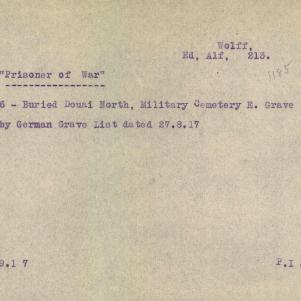 Wolff,
Ed, Alf, 213.
1185
"Prisoner of War"
6 - Buried Douai North, Military Cemetery E. Grave
by German Grave List dated 27.8.17
9.1 7
P.I